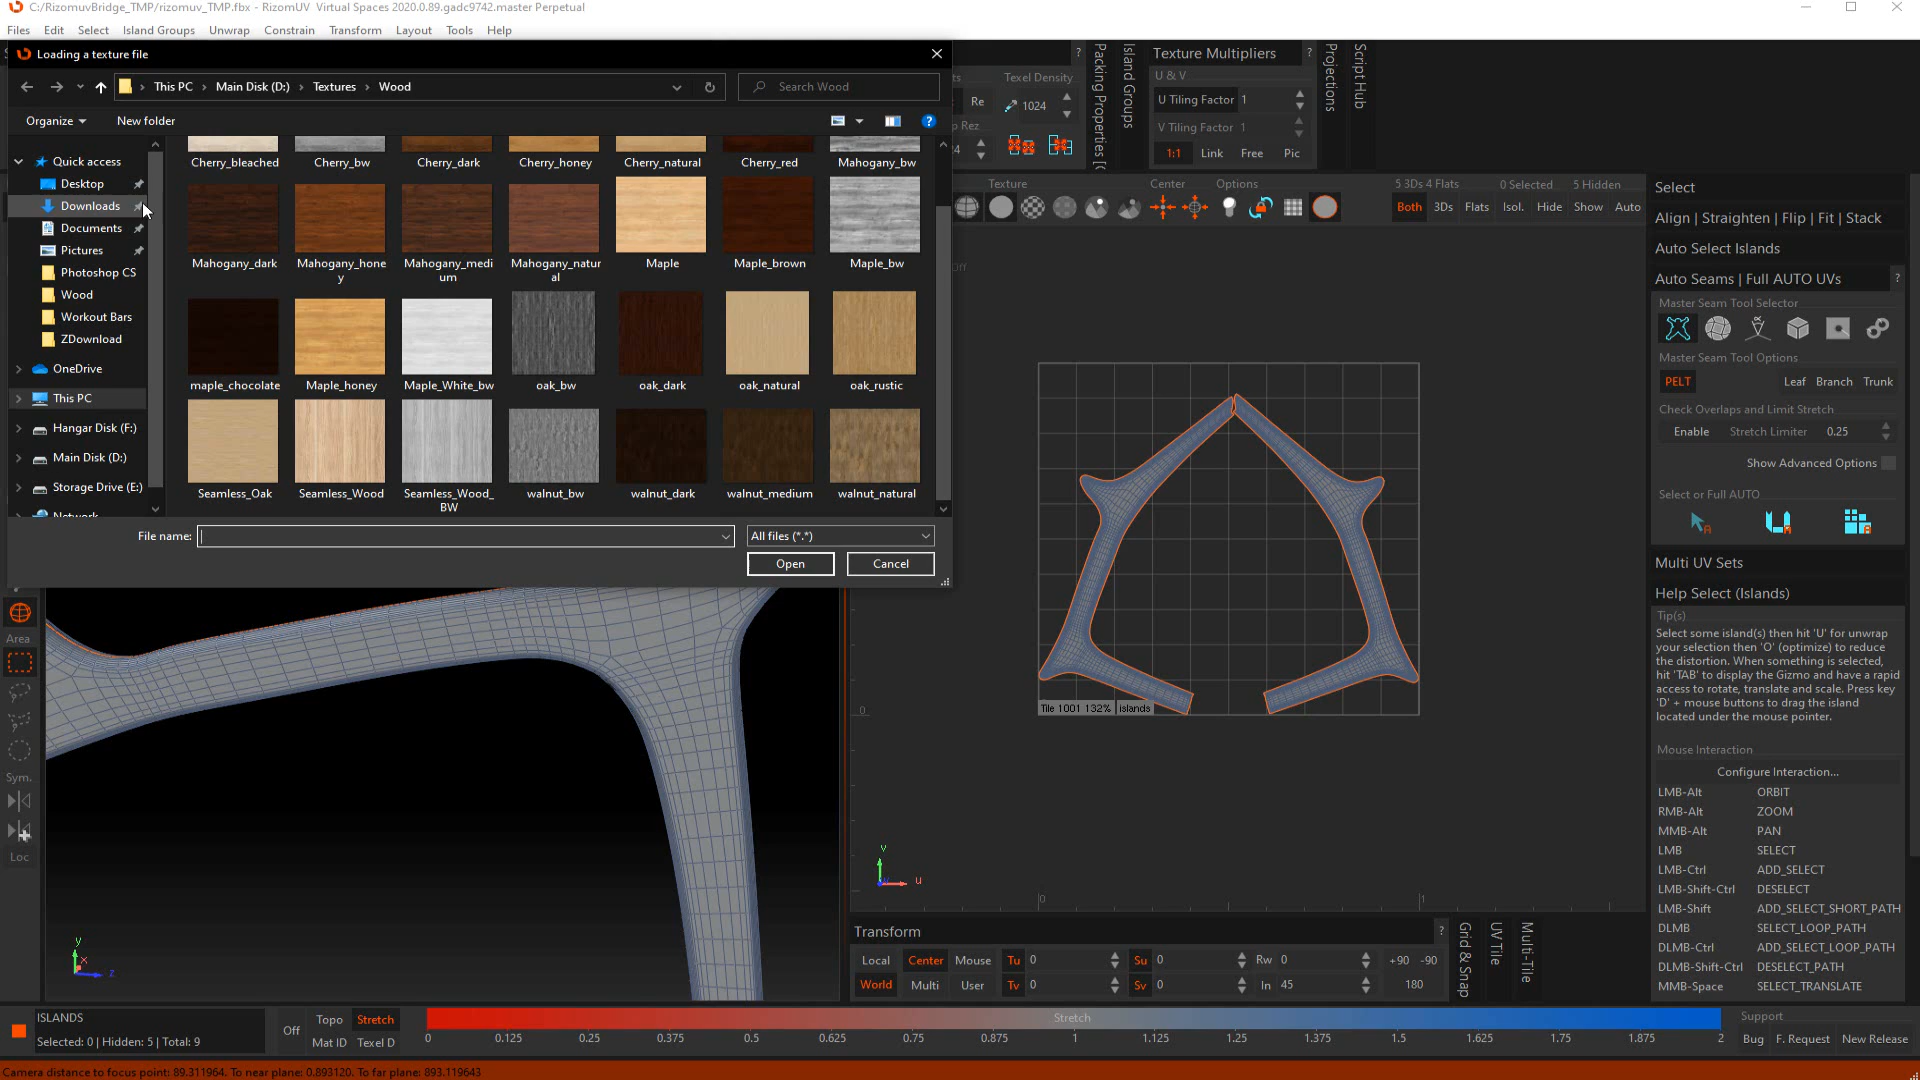 C:/RizomuvBridge_TMP/rizomuv_TMP.fbx - RizomUV Virtual Spaces 2020.0.89.gadc9742.master Perpetual
Files Edit Select Island Groups Unwrap Constrain Transform Layout Tools Help
Loading a texture file
This PC > Main Disk (D:) > Textures > Wood
Search Wood
Organize New folder
Quick access
Desktop
Downloads
Documents
Pictures
Photoshop CS
Wood
Workout Bars
ZDownload
OneDrive
This PC
Hangar Disk (F:)
Main Disk (D:)
Storage Drive (E:)
Network
Cherry_bleached Cherry_bw Cherry_dark Cherry_honey Cherry_natural Cherry_red Mahogany_bw
Mahogany_dark Mahogany_honey Mahogany_medium Mahogany_natural Maple Maple_brown Maple_bw
maple_chocolate Maple_honey Maple_White_bw oak_bw oak_dark oak_natural oak_rustic
Seamless_Oak Seamless_Wood Seamless_Wood_BW walnut_bw walnut_dark walnut_medium walnut_natural
File name: All files (*.*)
Open Cancel
Texel Density
Re 1024
p Rez
Packing Properties [
Island Groups
Texture Multipliers ?
U & V
U Tiling Factor 1
V Tiling Factor 1
1:1 Link Free Pic
Projections
Script Hub
Texture Center Options 5 3Ds 4 Flats 0 Selected 5 Hidden
Both 3Ds Flats Isol. Hide Show Auto
Tile 1001 132% islands
0
0 1
v
u
Area
Sym.
Loc
y
x
z
Select
Align | Straighten | Flip | Fit | Stack
Auto Select Islands
Auto Seams | Full AUTO UVs ?
Master Seam Tool Selector
Master Seam Tool Options
PELT Leaf Branch Trunk
Check Overlaps and Limit Stretch
Enable Stretch Limiter 0.25
Show Advanced Options
Select or Full AUTO
Multi UV Sets
Help Select (Islands)
Tip(s)
Select some island(s) then hit 'U' for unwrap
your selection then 'O' (optimize) to reduce
the distortion. When something is selected,
hit 'TAB' to display the Gizmo and have a rapid
access to rotate, translate and scale. Press key
'D' + mouse buttons to drag the island
located under the mouse pointer.
Mouse Interaction
Configure Interaction...
LMB-Alt ORBIT
RMB-Alt ZOOM
MMB-Alt PAN
LMB SELECT
LMB-Ctrl ADD_SELECT
LMB-Shift-Ctrl DESELECT
LMB-Shift ADD_SELECT_SHORT_PATH
DLMB SELECT_LOOP_PATH
DLMB-Ctrl ADD_SELECT_LOOP_PATH
DLMB-Shift-Ctrl DESELECT_PATH
MMB-Space SELECT_TRANSLATE
Transform ?
Local Center Mouse Tu 0 Su 0 Rw 0 +90 -90
World Multi User Tv 0 Sv 0 In 45 180
Grid & Snap
UV Tile
Multi-Tile
ISLANDS
Selected: 0 | Hidden: 5 | Total: 9
Off Topo Stretch
Mat ID Texel D
Stretch
0 0.125 0.25 0.375 0.5 0.625 0.75 0.875 1 1.125 1.25 1.375 1.5 1.625 1.75 1.875 2
Support
Bug F. Request New Release
Camera distance to focus point: 89.311964. To near plane: 0.893120. To far plane: 893.119643